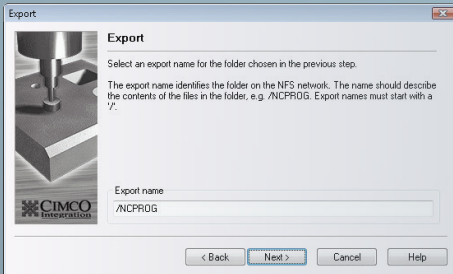 Export
Export
Select an export name for the folder chosen in the previous step.
The export name identifies the folder on the NFS network. The name should describe
the contents of the files in the folder, e.g. /NCPROG. Export names must start with a
'/'.
CIMCO
Integration
Export name
/NCPROG
< Back
Next >
Cancel
Help